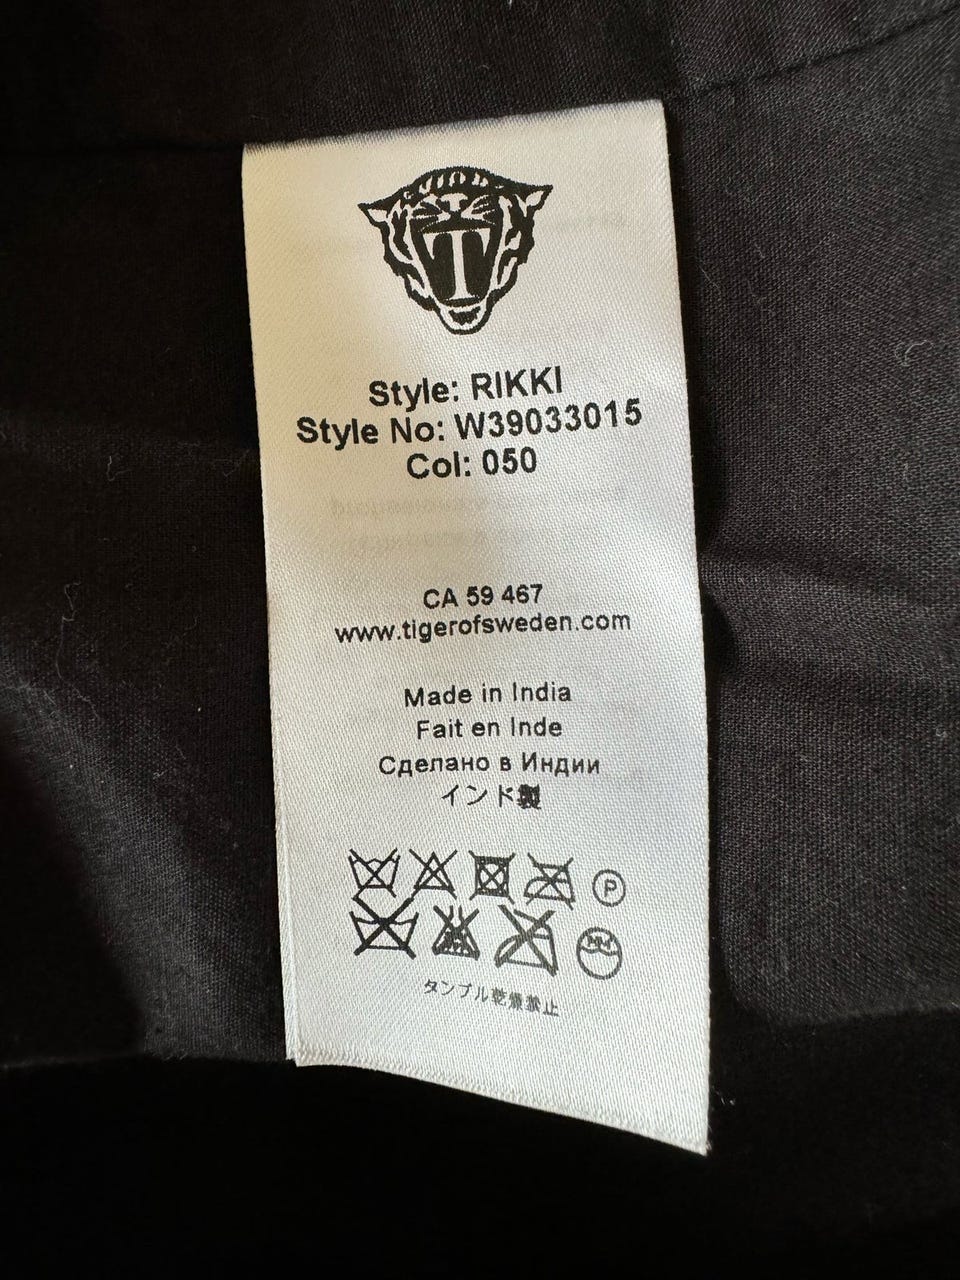 T
Style: RIKKI
Style No: W39033015
Col: 050
CA 59 467
www.tigerofsweden.com
Made in India
Fait en Inde
Сделано в Индии
インド製
P
タンブル乾燥禁止